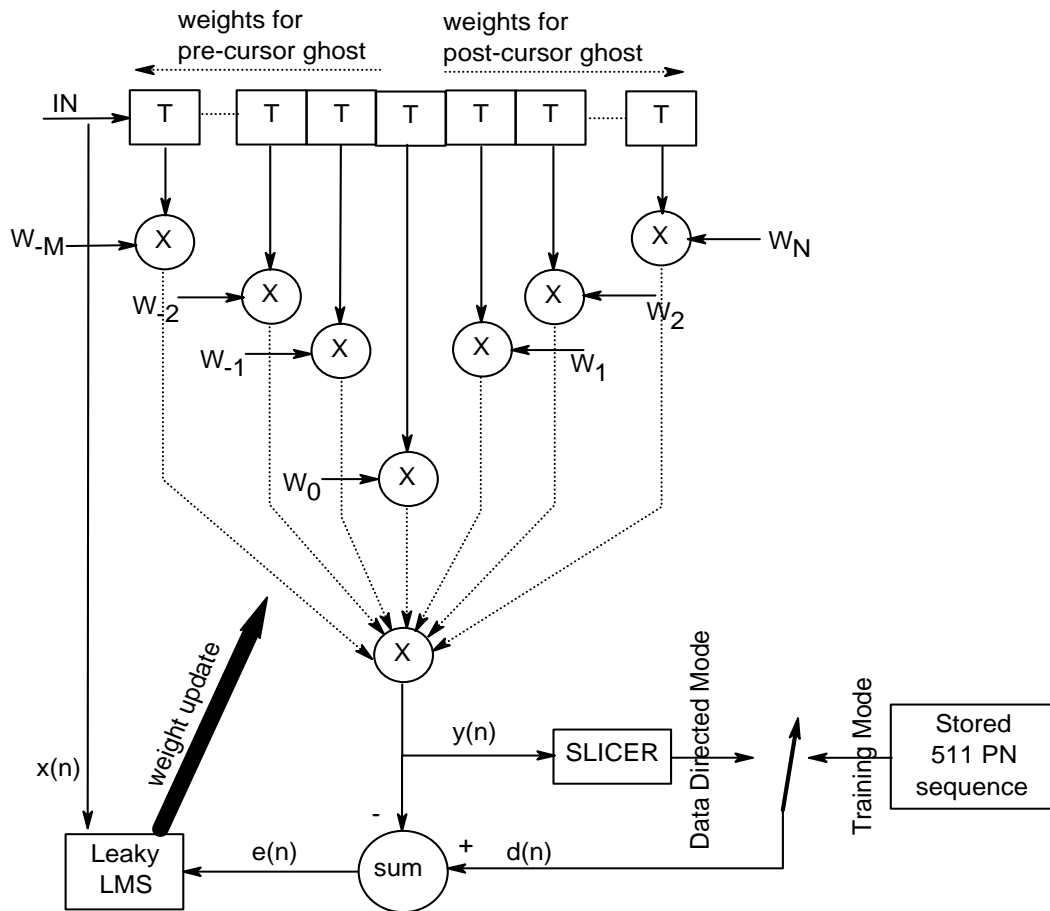 weights for
pre-cursor ghost
weights for
post-cursor ghost
IN
T T T T T T T
W-M X X WN
W-2 X X W2
W-1 X X W1
W0 X
X
weight update
y(n)
SLICER
Data Directed Mode
Training Mode
Stored
511 PN
sequence
x(n)
-
+
Leaky
LMS
e(n)
sum
d(n)